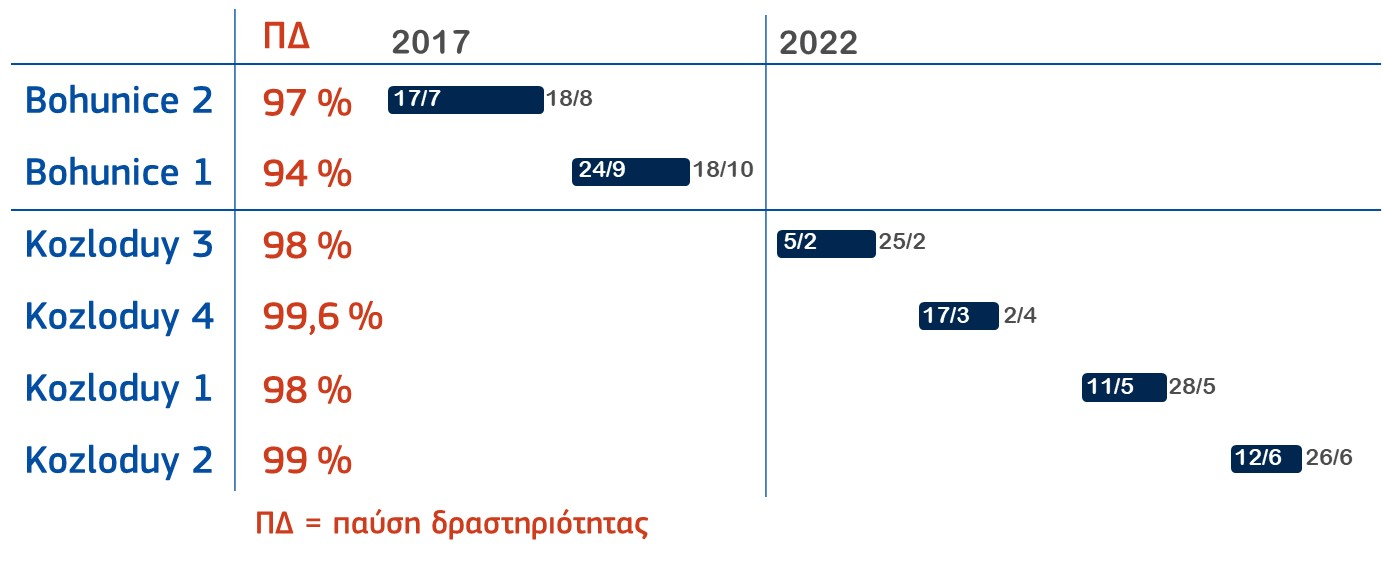 ΠΔ 2017 2022
Bohunice 2 97 % 17/7 18/8
Bohunice 1 94 % 24/9 18/10
Kozloduy 3 98 % 5/2 25/2
Kozloduy 4 99,6 % 17/3 2/4
Kozloduy 1 98 % 11/5 28/5
Kozloduy 2 99 % 12/6 26/6
ΠΔ = παύση δραστηριότητας